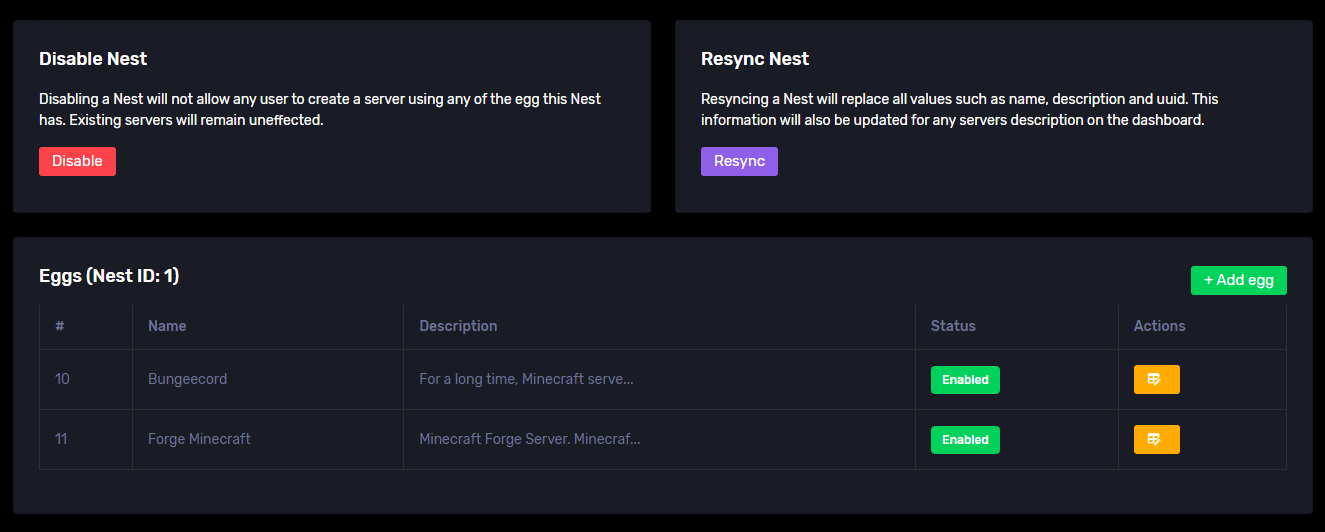 Disable Nest
Disabling a Nest will not allow any user to create a server using any of the egg this Nest
has. Existing servers will remain uneffected.
Disable
Resync Nest
Resyncing a Nest will replace all values such as name, description and uuid. This
information will also be updated for any servers description on the dashboard.
Resync
Eggs (Nest ID: 1)
+ Add egg
# Name Description Status Actions
10 Bungeecord For a long time, Minecraft serve... Enabled
11 Forge Minecraft Minecraft Forge Server. Minecraf... Enabled